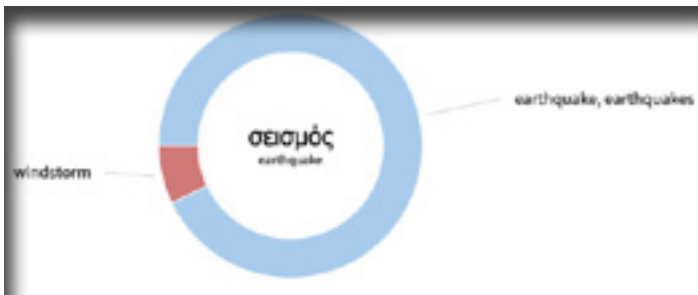 earthquake, earthquakes
σεισμός
earthquake
windstorm